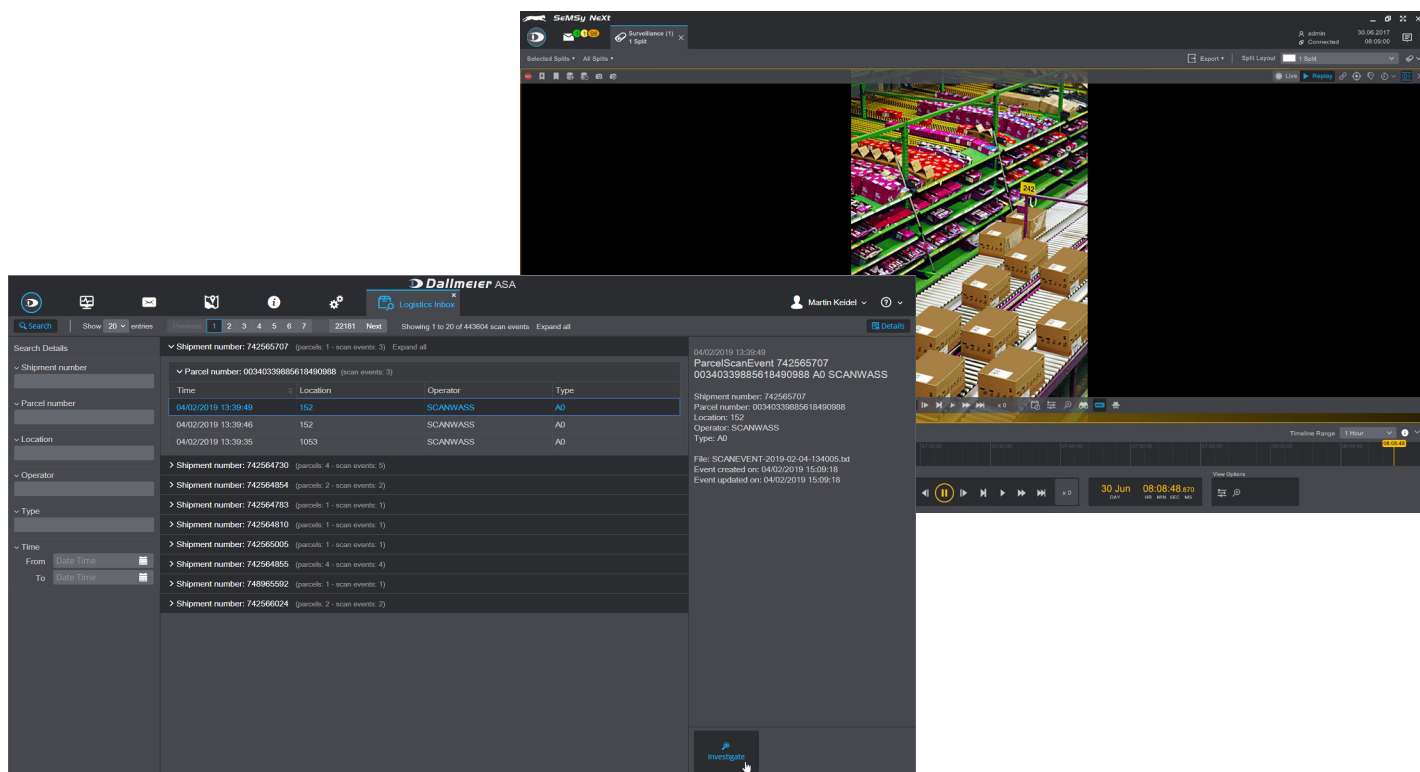 SeMSy NeXt
1 1 58
Surveillance (1)
1 Split
admin
Connected
30.06.2017
08:09:00
Selected Splits
All Splits
Export
Split Layout
1 Split
Live
Replay
242
Dallmeier ASA
Logistics Inbox
Martin Keidel
Search
Show 20 entries
Previous 1 2 3 4 5 6 7 22181 Next
Showing 1 to 20 of 443604 scan events
Expand all
Details
Search Details
Shipment number
Parcel number
Location
Operator
Type
Time
From Date Time
To Date Time
Shipment number: 742565707 (parcels: 1 - scan events: 3) Expand all
Parcel number: 00340339885618490988 (scan events: 3)
Time Location Operator Type
04/02/2019 13:39:49 152 SCANWASS A0
04/02/2019 13:39:46 152 SCANWASS A0
04/02/2019 13:39:35 1053 SCANWASS A0
Shipment number: 742564730 (parcels: 4 - scan events: 5)
Shipment number: 742564854 (parcels: 2 - scan events: 2)
Shipment number: 742564783 (parcels: 1 - scan events: 1)
Shipment number: 742564810 (parcels: 1 - scan events: 1)
Shipment number: 742565005 (parcels: 1 - scan events: 1)
Shipment number: 742564855 (parcels: 4 - scan events: 4)
Shipment number: 748965592 (parcels: 1 - scan events: 1)
Shipment number: 742566024 (parcels: 2 - scan events: 2)
04/02/2019 13:39:49
ParcelScanEvent 742565707
00340339885618490988 A0 SCANWASS
Shipment number: 742565707
Parcel number: 00340339885618490988
Location: 152
Operator: SCANWASS
Type: A0
File: SCANEVENT-2019-02-04-134005.txt
Event created on: 04/02/2019 15:09:18
Event updated on: 04/02/2019 15:09:18
Investigate
x 0
Timeline Range
1 Hour
08:08:48
x 0
30 Jun
DAY
08:08:48.870
HR MIN SEC MS
View Options